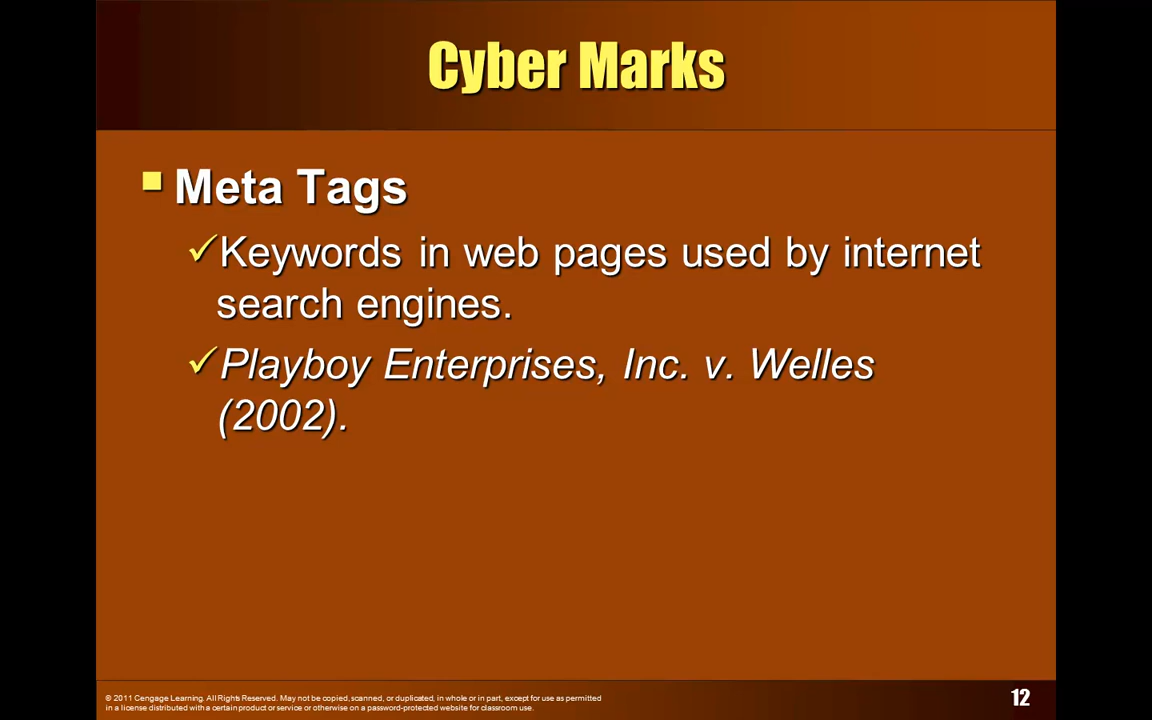 Cyber Marks
Meta Tags
Keywords in web pages used by internet
search engines.
Playboy Enterprises, Inc. v. Welles
(2002).
© 2011 Cengage Learning. All Rights Reserved. May not be copied, scanned, or duplicated, in whole or in part, except for use as permitted
in a license distributed with a certain product or service or otherwise on a password-protected website for classroom use.
12